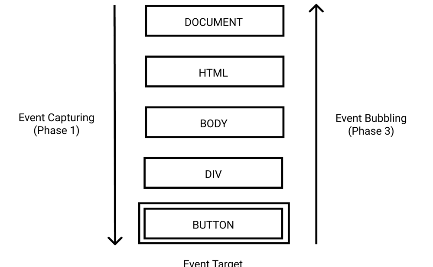 DOCUMENT
HTML
Event Capturing
(Phase 1)
BODY
Event Bubbling
(Phase 3)
DIV
BUTTON
Event Target